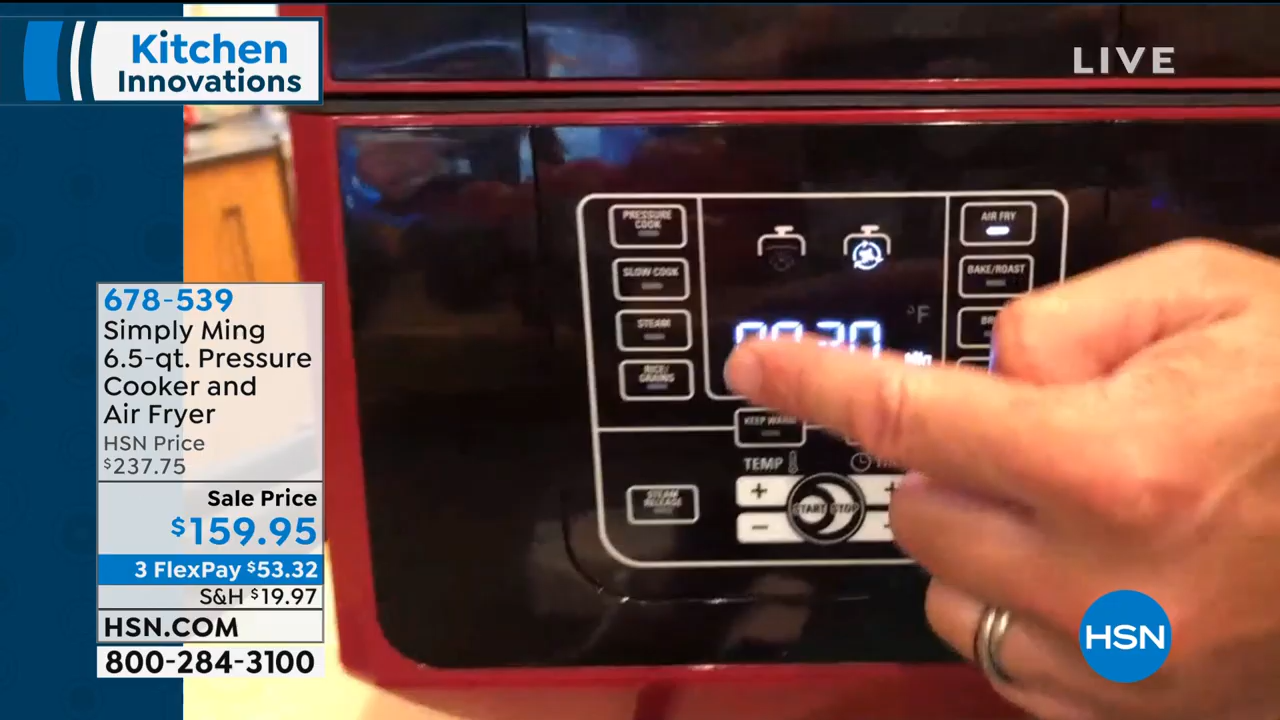 Kitchen
Innovations
LIVE
678-539
Simply Ming
6.5-qt. Pressure
Cooker and
Air Fryer
HSN Price
$237.75
Sale Price
$159.95
3 FlexPay $53.32
S&H $19.97
HSN.COM
800-284-3100
PRESSURE
COOK
SLOW COOK
STEAM
RICE/
GRAINS
AIR FRY
BAKE/ROAST
°F
KEEP WARM
TEMP
+
+
START STOP
−
STEAM
RELEASE
HSN